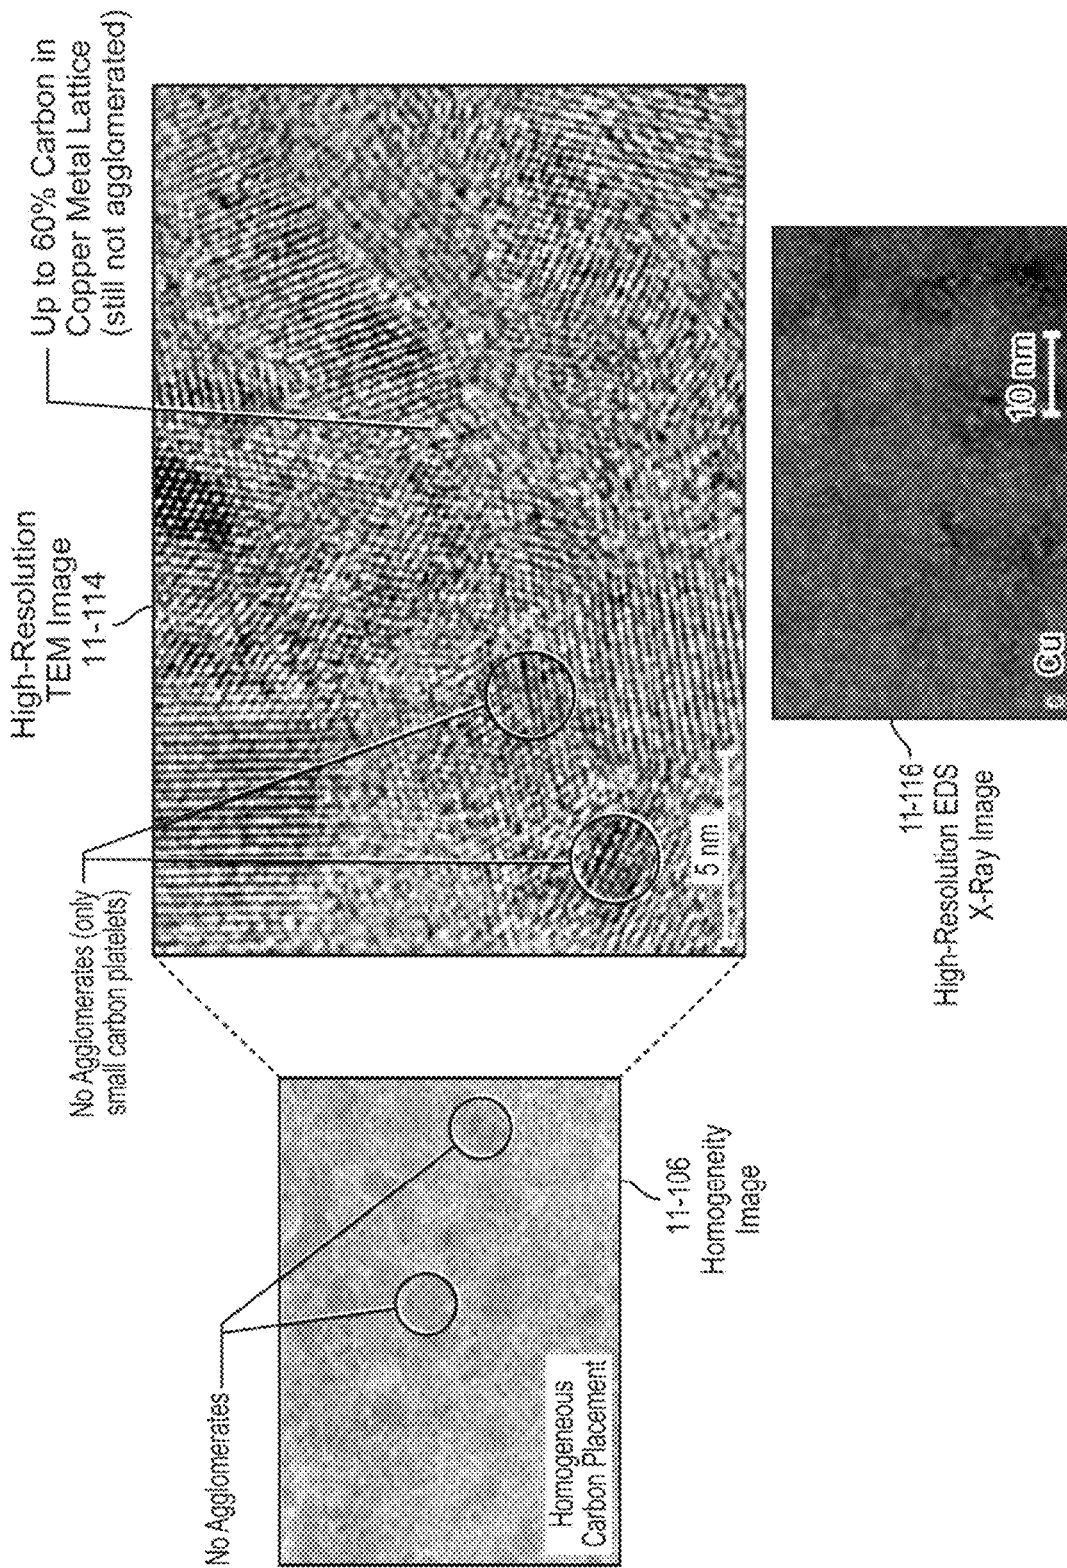 High-Resolution
TEM Image
11-114
Up to 60% Carbon in
Copper Metal Lattice
(still not agglomerated)
No Agglomerates (only
small carbon platelets)
5 nm
No Agglomerates
Homogeneous
Carbon Placement
11-106
Homogeneity
Image
11-116
High-Resolution EDS
X-Ray Image
Cu
10 nm